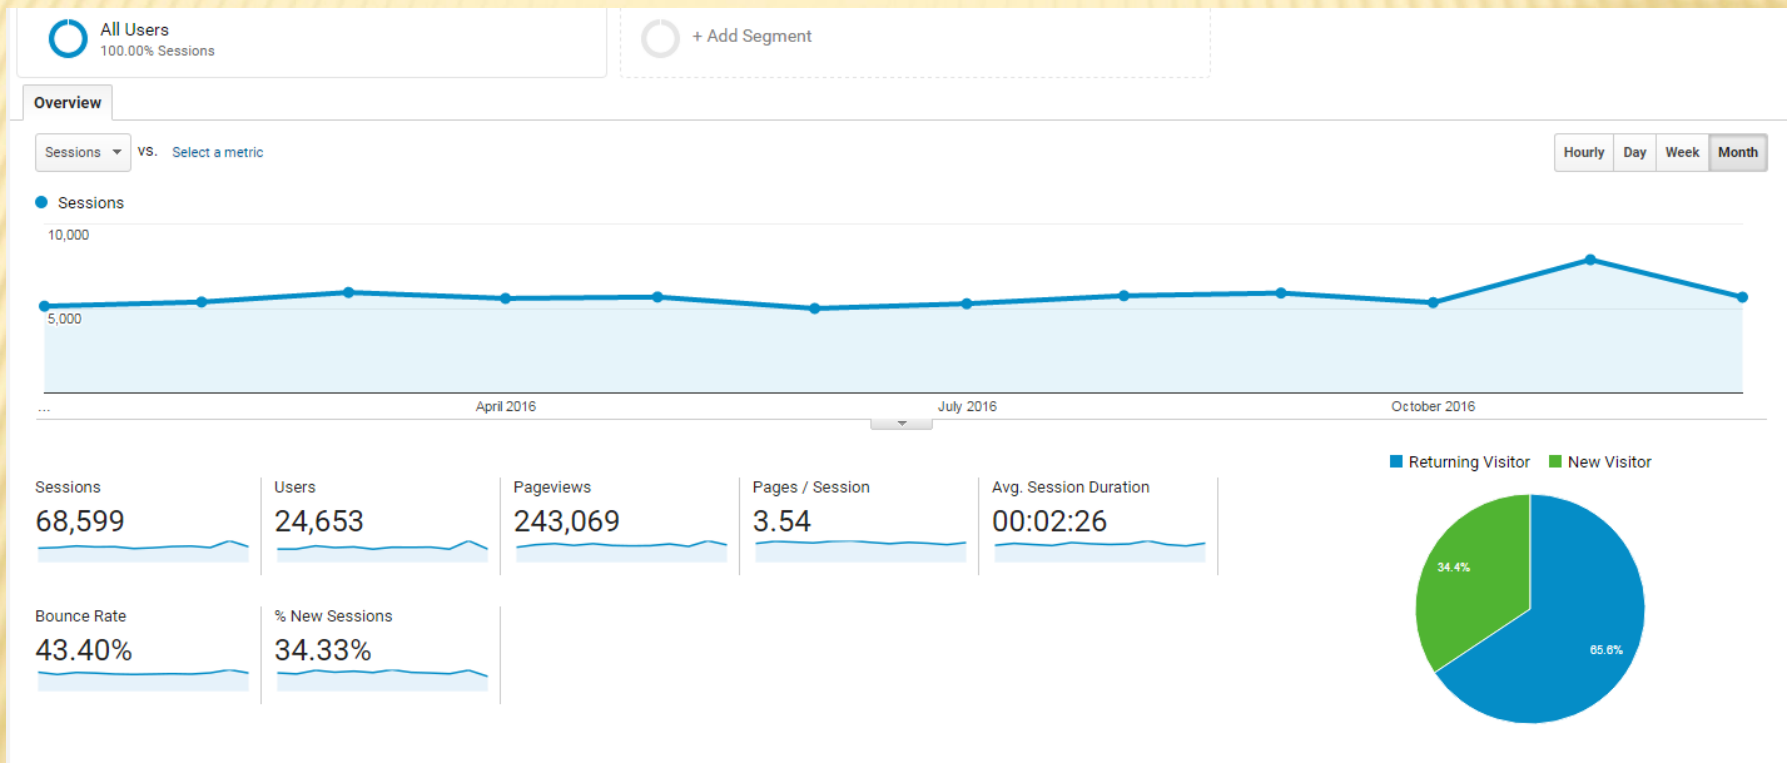 All Users
100.00% Sessions
+ Add Segment
Overview
Sessions VS. Select a metric
Hourly Day Week Month
Sessions
10,000
5,000
... April 2016 July 2016 October 2016
Returning Visitor New Visitor
Sessions Users Pageviews Pages / Session Avg. Session Duration
68,599 24,653 243,069 3.54 00:02:26
34.4%
65.6%
Bounce Rate % New Sessions
43.40% 34.33%